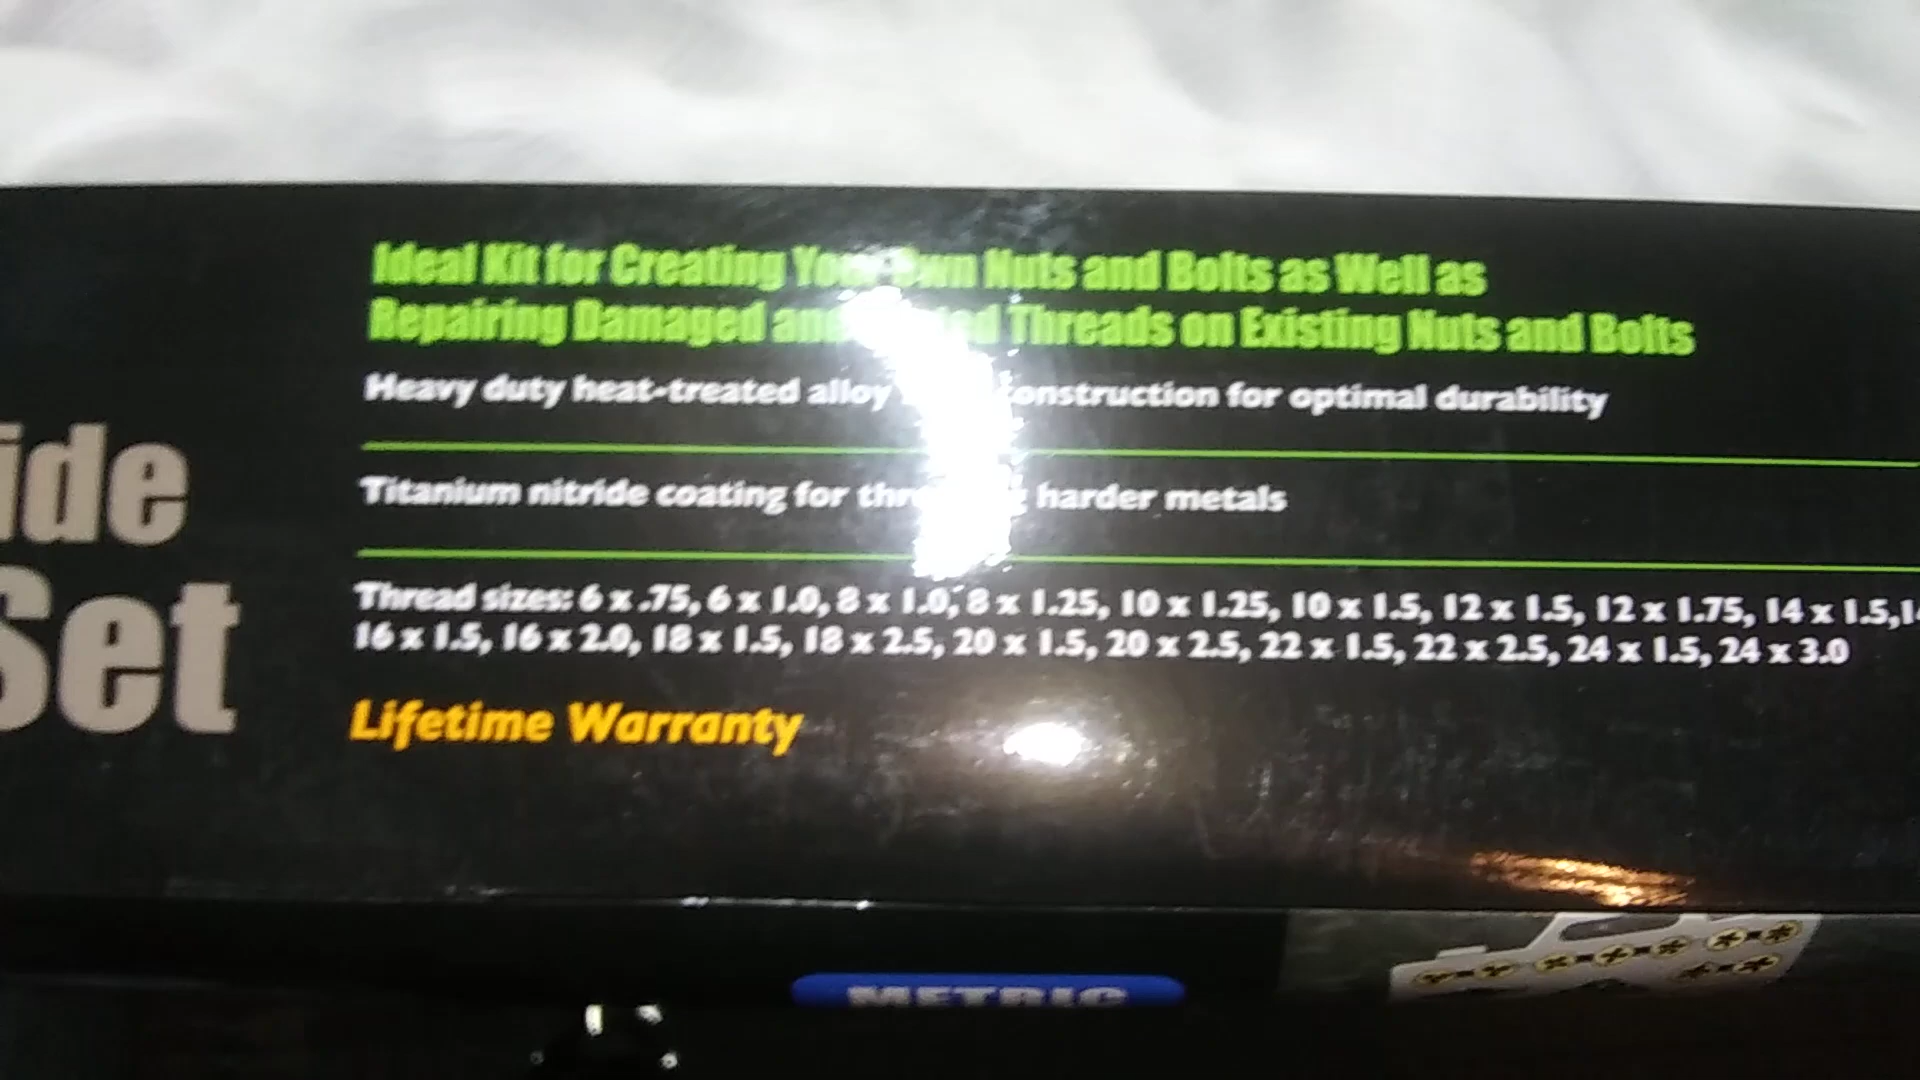 Ideal Kit for Creating Your Own Nuts and Bolts as Well as
Repairing Damaged and Threads on Existing Nuts and Bolts
Heavy duty heat-treated alloy construction for optimal durability
ide
Titanium nitride coating for harder metals
Set
Thread sizes: 6 x .75, 6 x 1.0, 8 x 1.0, 8 x 1.25, 10 x 1.25, 10 x 1.5, 12 x 1.5, 12 x 1.75, 14 x 1.5,
16 x 1.5, 16 x 2.0, 18 x 1.5, 18 x 2.5, 20 x 1.5, 20 x 2.5, 22 x 1.5, 22 x 2.5, 24 x 1.5, 24 x 3.0
Lifetime Warranty
METRIC